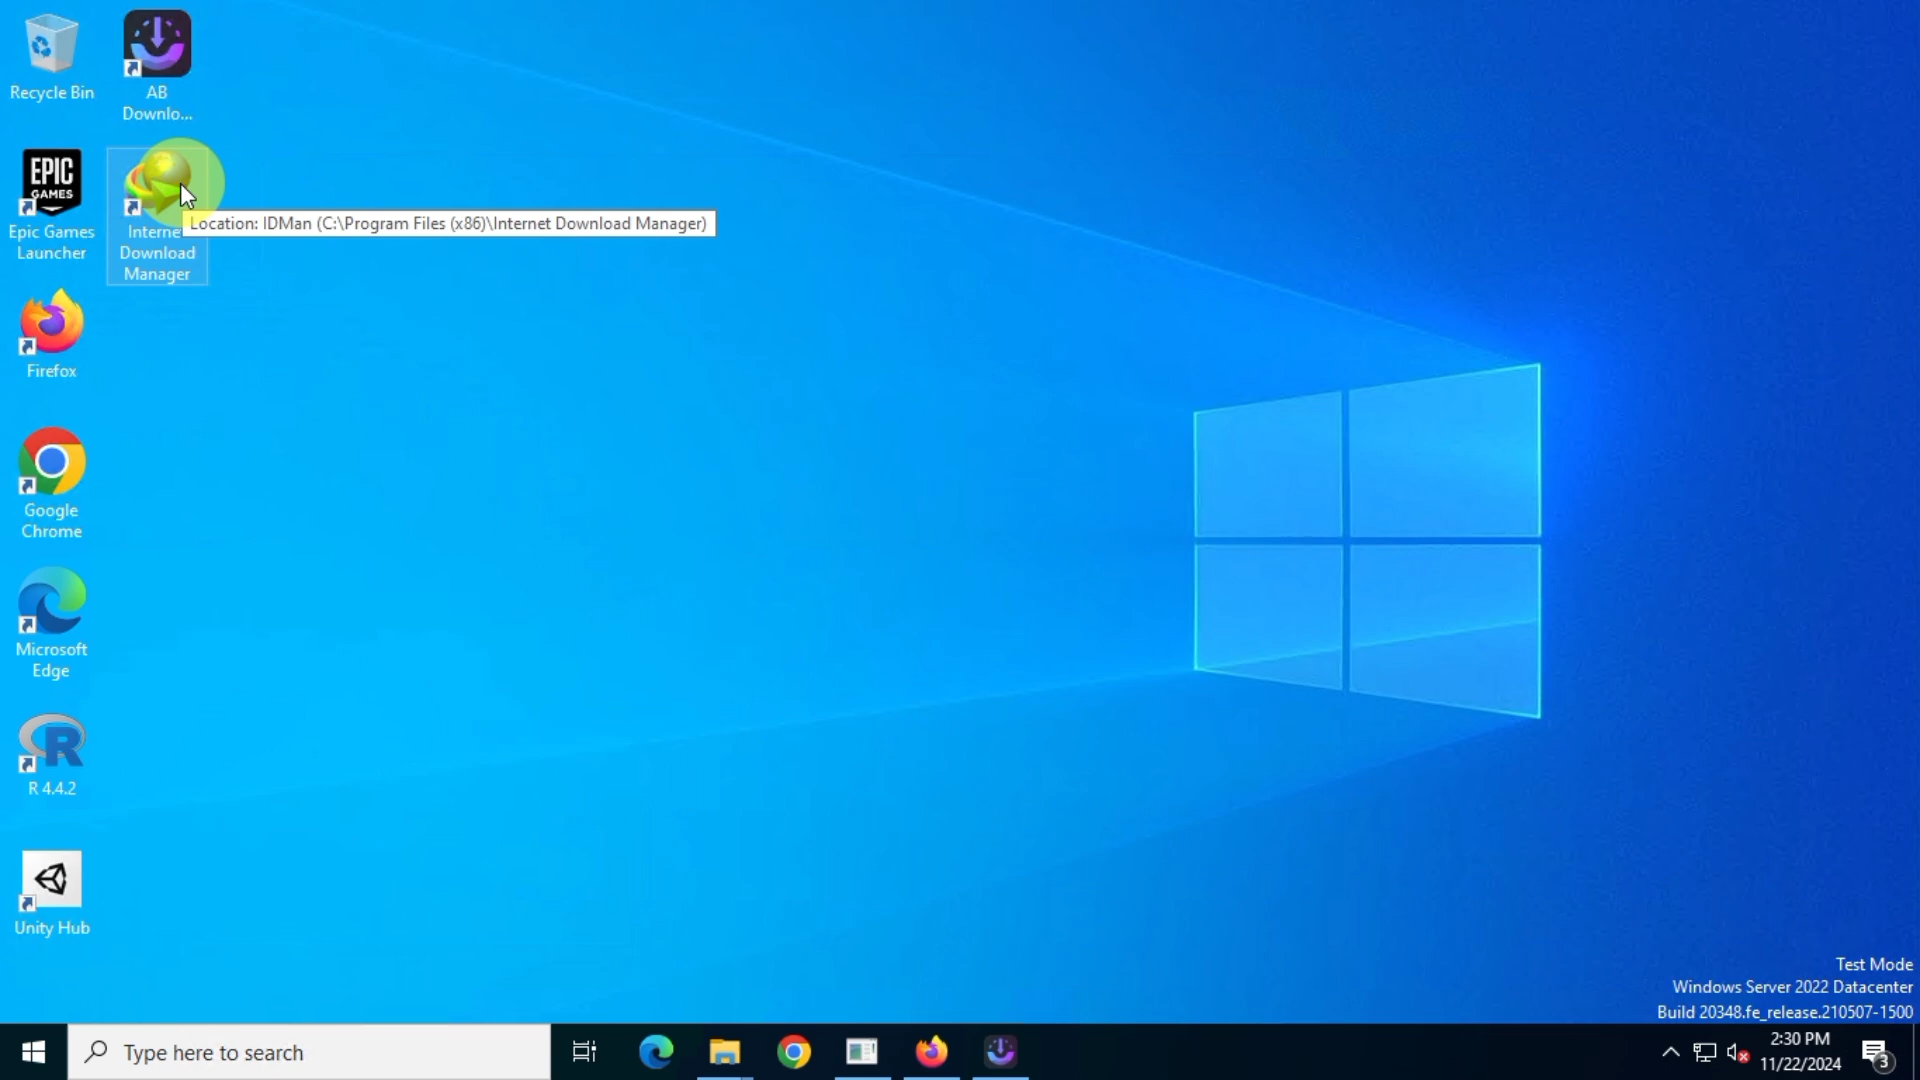 Recycle Bin
AB
Downlo...
EPIC
GAMES
Epic Games
Launcher
Location: IDMan (C:\Program Files (x86)\Internet Download Manager)
Interne
Download
Manager
Firefox
Google
Chrome
Microsoft
Edge
R 4.4.2
Unity Hub
Test Mode
Windows Server 2022 Datacenter
Build 20348.fe_release.210507-1500
Type here to search
2:30 PM
11/22/2024
3